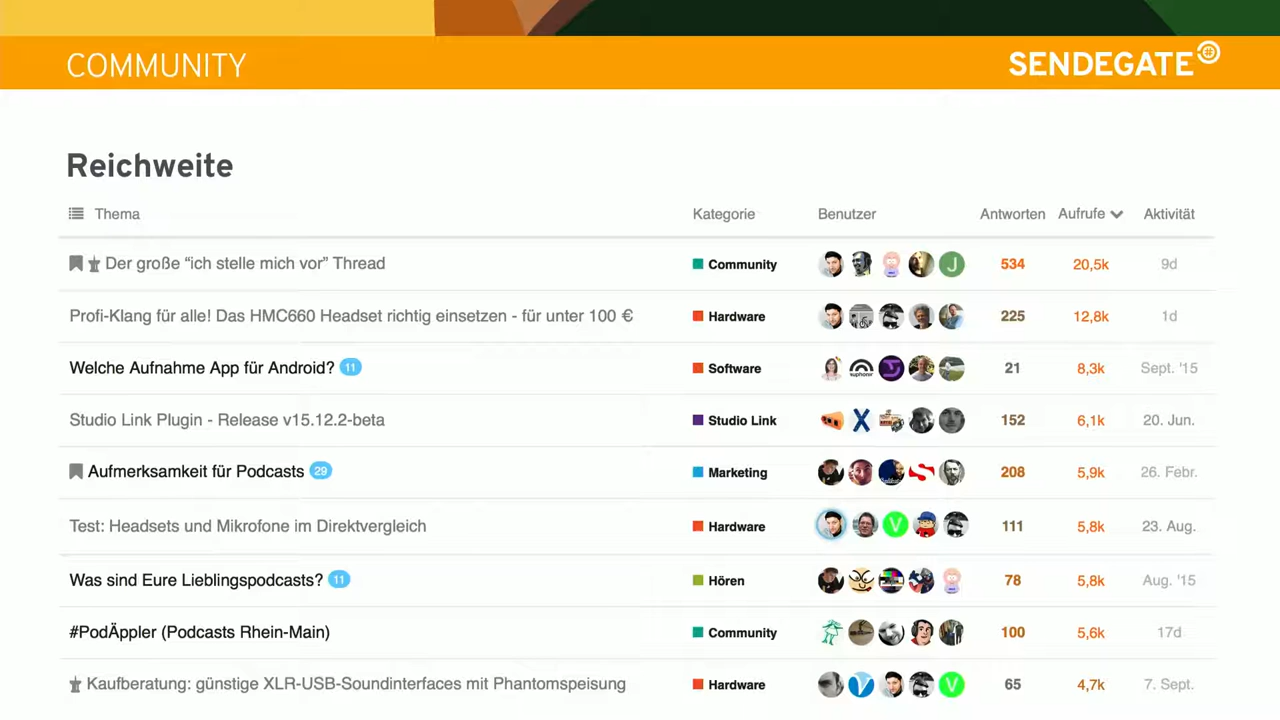 COMMUNITY
SENDEGATE #
Reichweite
Thema Kategorie Benutzer Antworten Aufrufe Aktivität
Der große “ich stelle mich vor” Thread Community J 534 20,5k 9d
Profi-Klang für alle! Das HMC660 Headset richtig einsetzen - für unter 100 € Hardware 225 12,8k 1d
Welche Aufnahme App für Android? 11 Software 21 8,3k Sept. '15
Studio Link Plugin - Release v15.12.2-beta Studio Link 152 6,1k 20. Jun.
Aufmerksamkeit für Podcasts 29 Marketing 208 5,9k 26. Febr.
Test: Headsets und Mikrofone im Direktvergleich Hardware V 111 5,8k 23. Aug.
Was sind Eure Lieblingspodcasts? 11 Hören 78 5,8k Aug. '15
#PodÄppler (Podcasts Rhein-Main) Community 100 5,6k 17d
Kaufberatung: günstige XLR-USB-Soundinterfaces mit Phantomspeisung Hardware V 65 4,7k 7. Sept.